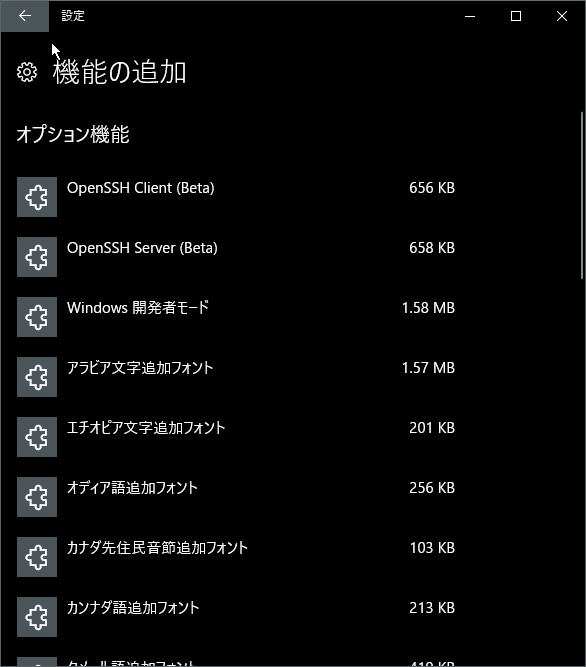 設定
機能の追加
オプション機能
OpenSSH Client (Beta) 656 KB
OpenSSH Server (Beta) 658 KB
Windows 開発者モード 1.58 MB
アラビア文字追加フォント 1.57 MB
エチオピア文字追加フォント 201 KB
オディア語追加フォント 256 KB
カナダ先住民音節追加フォント 103 KB
カンナダ語追加フォント 213 KB